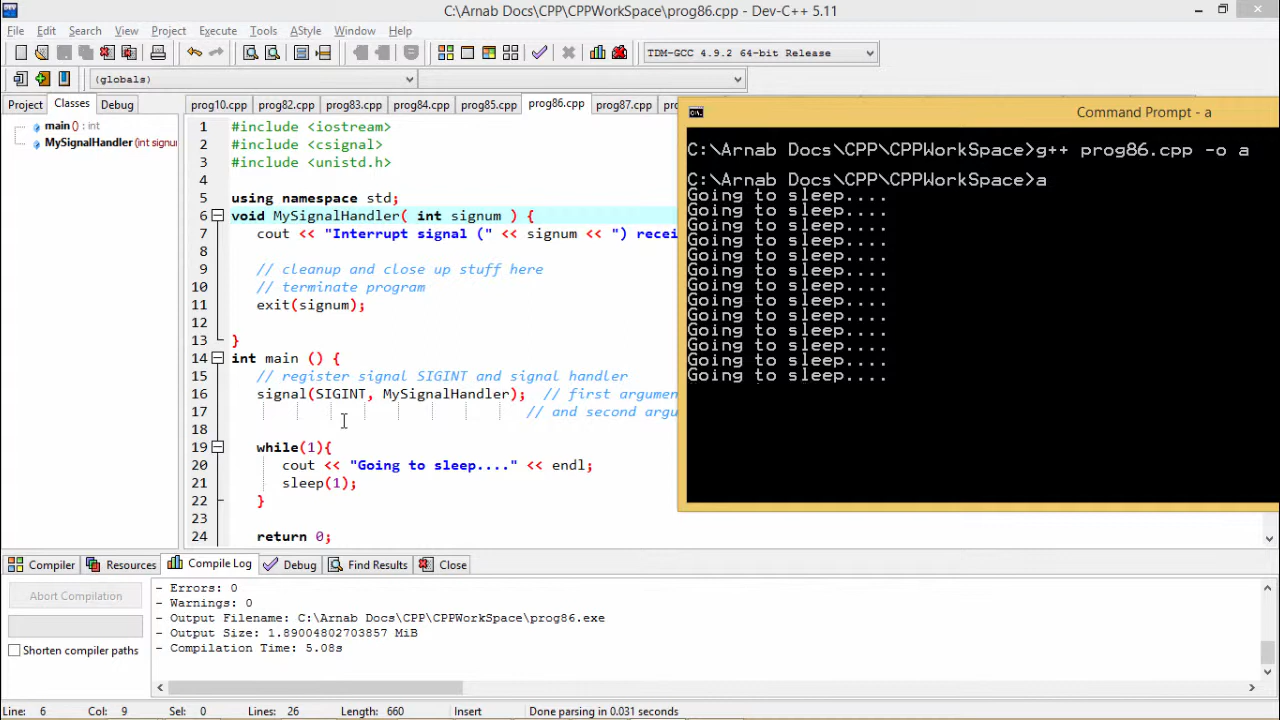 C:\Arnab Docs\CPP\CPPWorkSpace\prog86.cpp - Dev-C++ 5.11
File Edit Search View Project Execute Tools AStyle Window Help
TDM-GCC 4.9.2 64-bit Release
(globals)
Project Classes Debug
prog10.cpp prog82.cpp prog83.cpp prog84.cpp prog85.cpp prog86.cpp prog87.cpp
main () : int
MySignalHandler (int signu
1 #include <iostream>
2 #include <csignal>
3 #include <unistd.h>
4
5 using namespace std;
6 void MySignalHandler( int signum ) {
7 cout << "Interrupt signal (" << signum << ") recei
8
9 // cleanup and close up stuff here
10 // terminate program
11 exit(signum);
12
13 }
14 int main () {
15 // register signal SIGINT and signal handler
16 signal(SIGINT, MySignalHandler); // first argumen
17 // and second argu
18
19 while(1){
20 cout << "Going to sleep...." << endl;
21 sleep(1);
22 }
23
24 return 0;
Command Prompt - a
C:\Arnab Docs\CPP\CPPWorkSpace>g++ prog86.cpp -o a
C:\Arnab Docs\CPP\CPPWorkSpace>a
Going to sleep....
Going to sleep....
Going to sleep....
Going to sleep....
Going to sleep....
Going to sleep....
Going to sleep....
Going to sleep....
Going to sleep....
Going to sleep....
Going to sleep....
Going to sleep....
Going to sleep....
Compiler Resources Compile Log Debug Find Results Close
Abort Compilation
Shorten compiler paths
- Errors: 0
- Warnings: 0
- Output Filename: C:\Arnab Docs\CPP\CPPWorkSpace\prog86.exe
- Output Size: 1.89004802703857 MiB
- Compilation Time: 5.08s
Line: 6 Col: 9 Sel: 0 Lines: 26 Length: 660 Insert Done parsing in 0.031 seconds